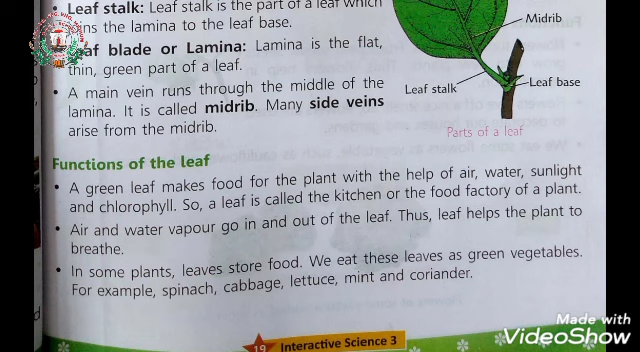 • Leaf stalk: Leaf stalk is the part of a leaf which
the lamina to the leaf base.
blade or Lamina: Lamina is the flat,
thin, green part of a leaf.
• A main vein runs through the middle of the
lamina. It is called midrib. Many side veins
arise from the midrib.
Midrib
Leaf stalk
Leaf base
Parts of a leaf
Functions of the leaf
• A green leaf makes food for the plant with the help of air, water, sunlight
and chlorophyll. So, a leaf is called the kitchen or the food factory of a plant.
• Air and water vapour go in and out of the leaf. Thus, leaf helps the plant to
breathe.
• In some plants, leaves store food. We eat these leaves as green vegetables.
For example, spinach, cabbage, lettuce, mint and coriander.
19 Interactive Science 3
Made with
VideoShow